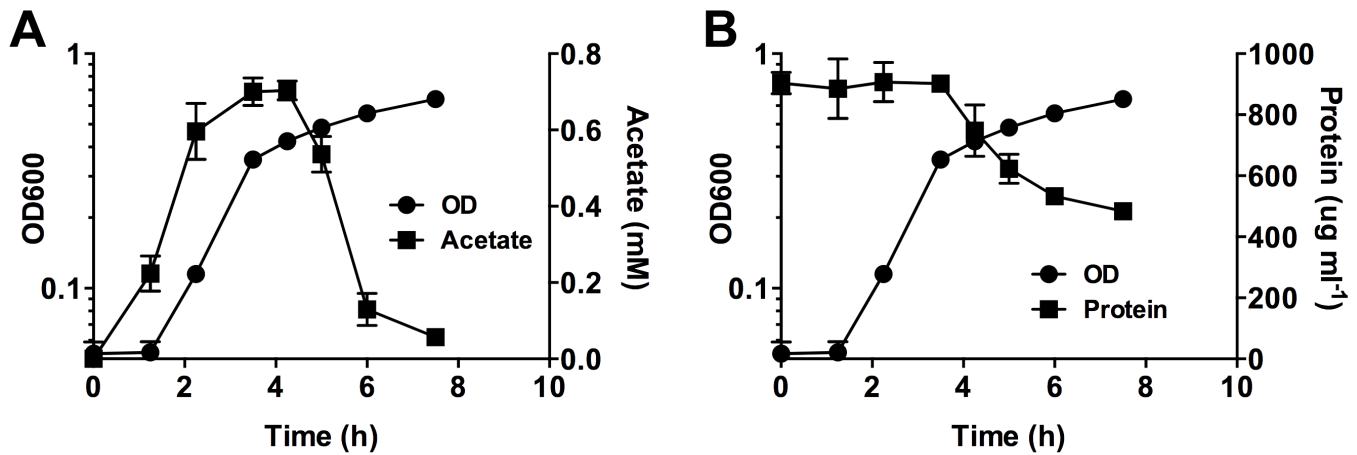 A
B
1
0.1
OD600
0.8
0.6
0.4
0.2
0.0
Acetate (mM)
OD
Acetate
0
2
4
6
8
10
Time (h)
1
0.1
OD600
1000
800
600
400
200
0
Protein (ug ml-1)
OD
Protein
0
2
4
6
8
10
Time (h)